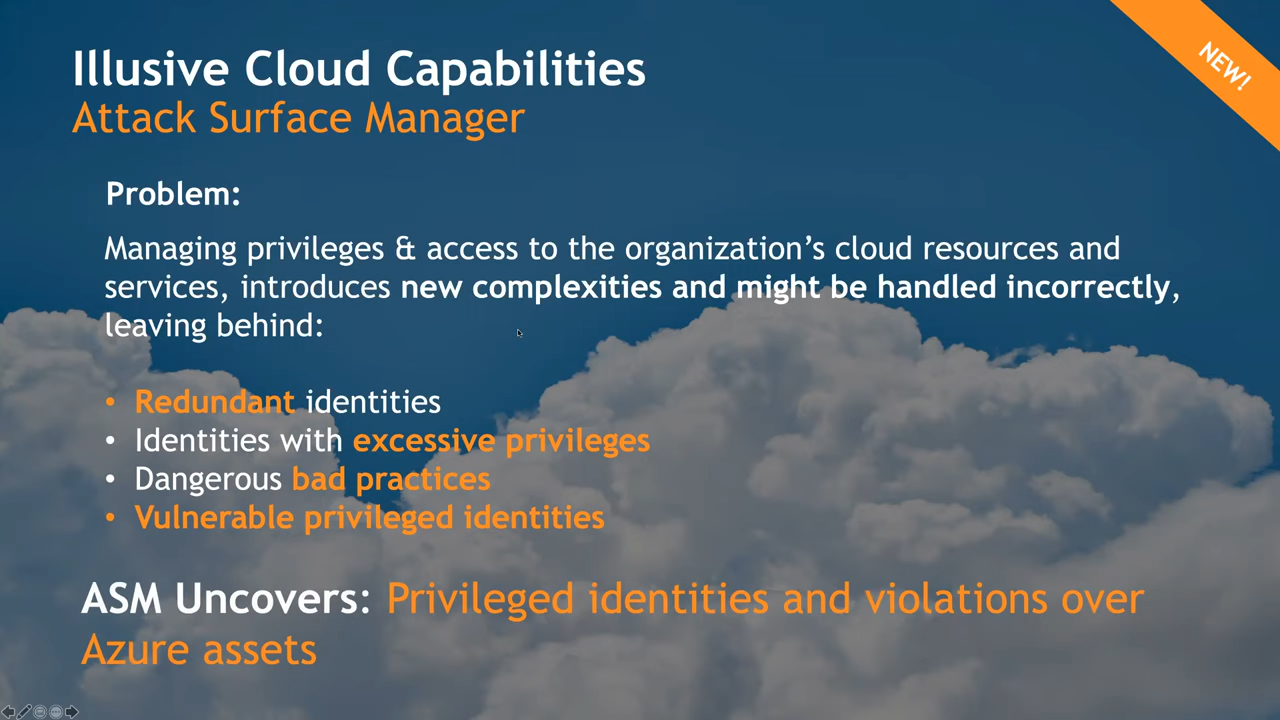 NEW!
Illusive Cloud Capabilities
Attack Surface Manager
Problem:
Managing privileges & access to the organization’s cloud resources and
services, introduces new complexities and might be handled incorrectly,
leaving behind:
• Redundant identities
• Identities with excessive privileges
• Dangerous bad practices
• Vulnerable privileged identities
ASM Uncovers: Privileged identities and violations over
Azure assets